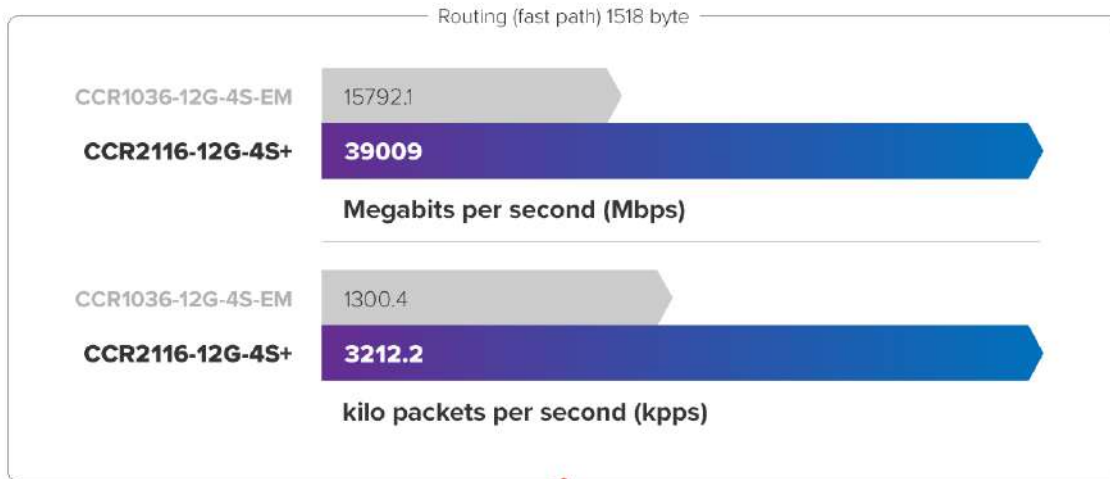 Routing (fast path) 1518 byte
CCR1036-12G-4S-EM 15792.1
CCR2116-12G-4S+ 39009
Megabits per second (Mbps)
CCR1036-12G-4S-EM 1300.4
CCR2116-12G-4S+ 3212.2
kilo packets per second (kpps)